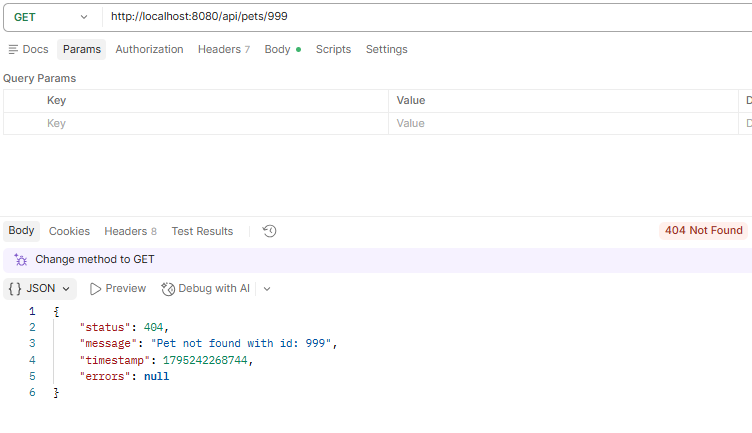 GET http://localhost:8080/api/pets/999
Docs Params Authorization Headers 7 Body Scripts Settings
Query Params
Key Value D
Key Value D
Body Cookies Headers 8 Test Results 404 Not Found
Change method to GET
{} JSON Preview Debug with AI
1 {
2 "status": 404,
3 "message": "Pet not found with id: 999",
4 "timestamp": 1795242268744,
5 "errors": null
6 }